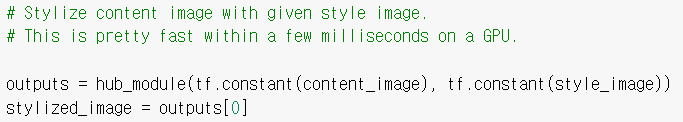 # Stylize content image with given style image.
# This is pretty fast within a few milliseconds on a GPU.
outputs = hub_module(tf.constant(content_image), tf.constant(style_image))
stylized_image = outputs[0]